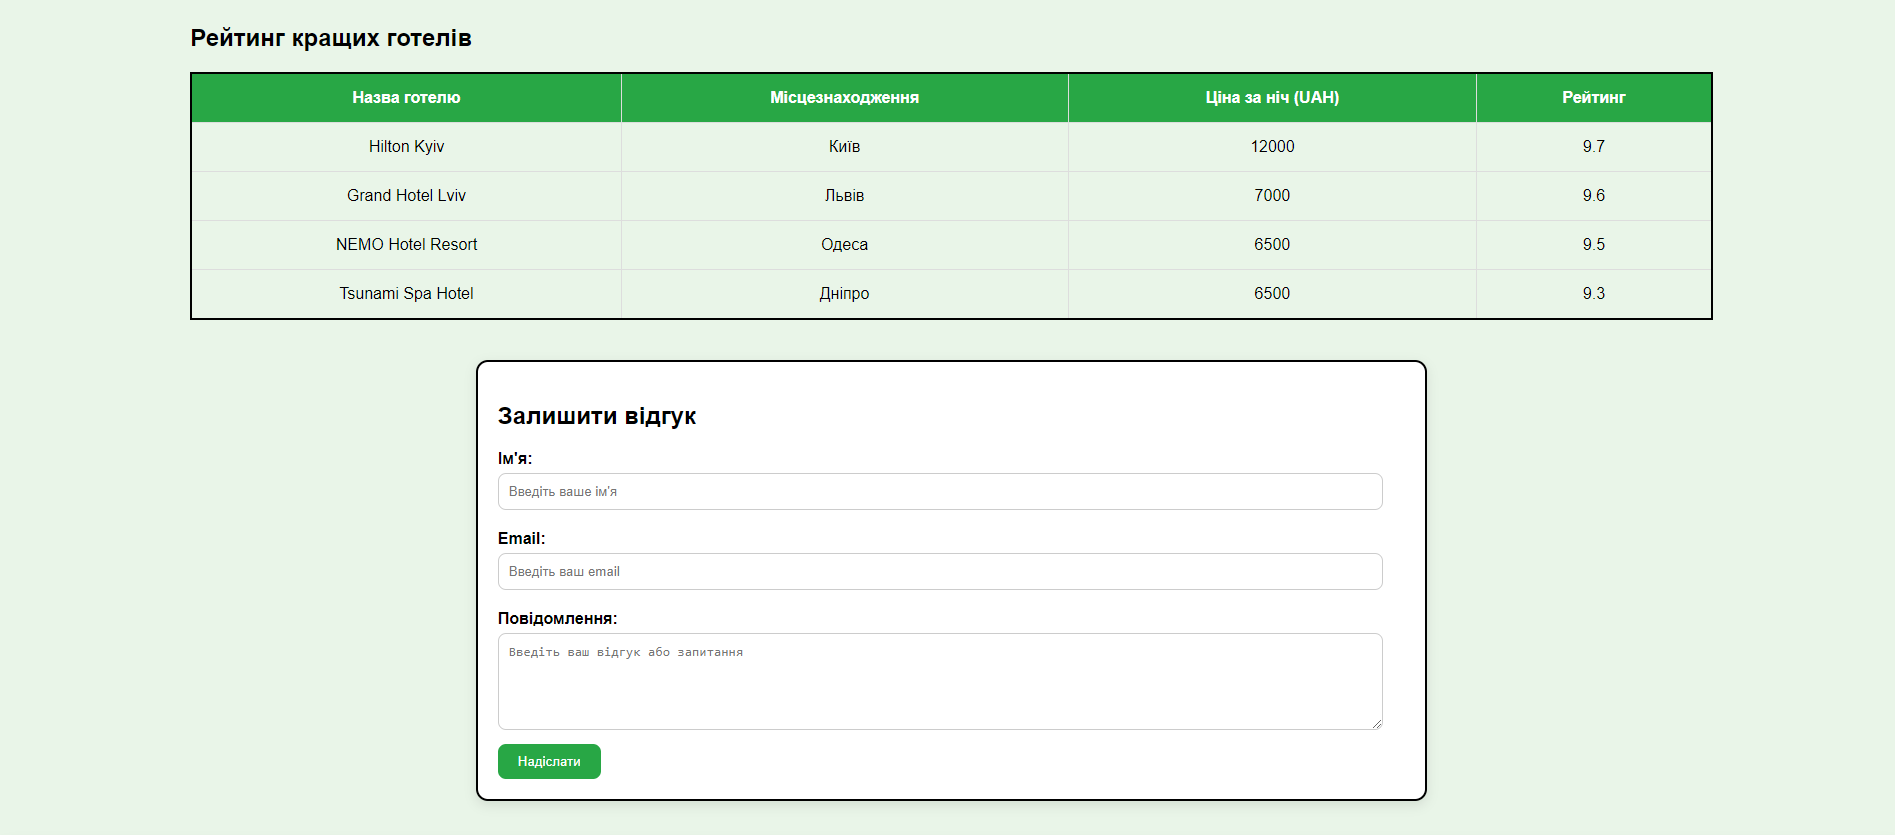 Рейтинг кращих готелів
Назва готелю Місцезнаходження Ціна за ніч (UAH) Рейтинг
Hilton Kyiv Київ 12000 9.7
Grand Hotel Lviv Львів 7000 9.6
NEMO Hotel Resort Одеса 6500 9.5
Tsunami Spa Hotel Дніпро 6500 9.3
Залишити відгук
Ім'я:
Введіть ваше ім'я
Email:
Введіть ваш email
Повідомлення:
Введіть ваш відгук або запитання
Надіслати